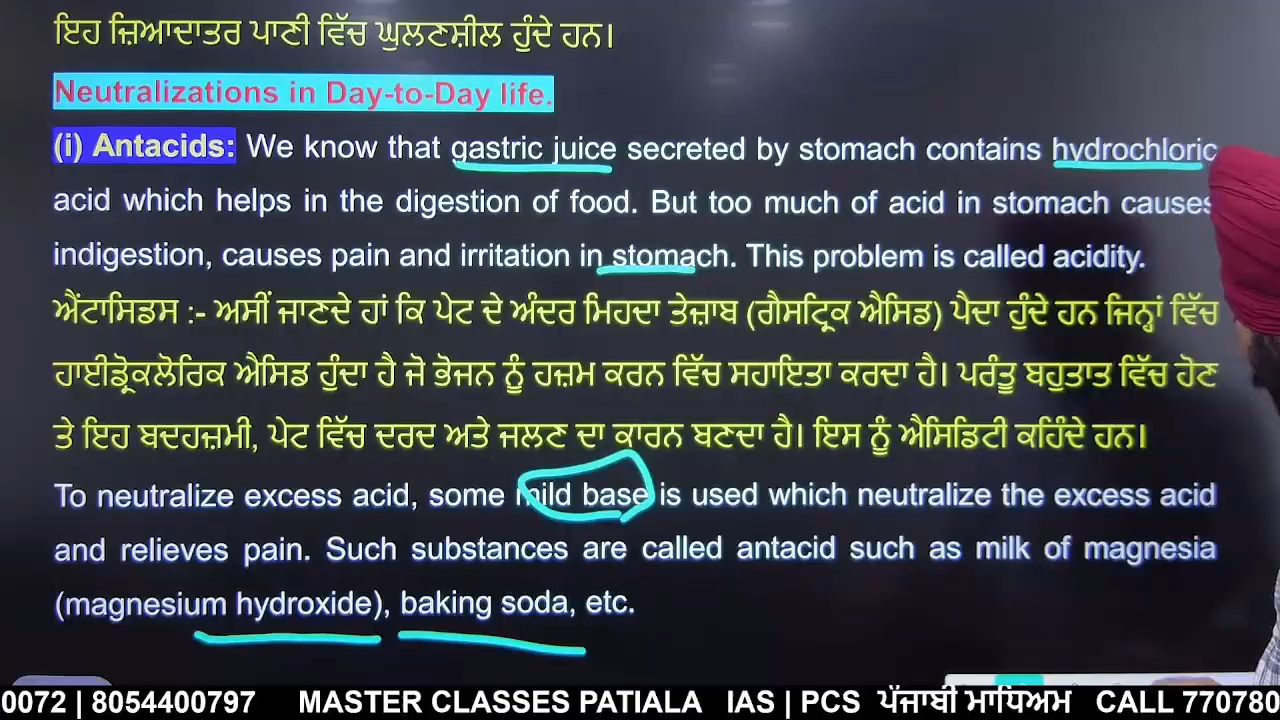 ਇਹ ਜ਼ਿਆਦਾਤਰ ਪਾਣੀ ਵਿੱਚ ਘੁਲਣਸ਼ੀਲ ਹੁੰਦੇ ਹਨ।
Neutralizations in Day-to-Day life.
(i) Antacids: We know that gastric juice secreted by stomach contains hydrochloric
acid which helps in the digestion of food. But too much of acid in stomach causes
indigestion, causes pain and irritation in stomach. This problem is called acidity.
ਐਂਟਾਸਿਡਸ :- ਅਸੀਂ ਜਾਣਦੇ ਹਾਂ ਕਿ ਪੇਟ ਦੇ ਅੰਦਰ ਮਿਹਦਾ ਤੇਜ਼ਾਬ (ਗੈਸਟ੍ਰਿਕ ਐਸਿਡ) ਪੈਦਾ ਹੁੰਦੇ ਹਨ ਜਿਨ੍ਹਾਂ ਵਿੱਚ
ਹਾਈਡ੍ਰੋਕਲੋਰਿਕ ਐਸਿਡ ਹੁੰਦਾ ਹੈ ਜੋ ਭੋਜਨ ਨੂੰ ਹਜ਼ਮ ਕਰਨ ਵਿੱਚ ਸਹਾਇਤਾ ਕਰਦਾ ਹੈ। ਪਰੰਤੂ ਬਹੁਤਾਤ ਵਿੱਚ ਹੋਣ
ਤੇ ਇਹ ਬਦਹਜ਼ਮੀ, ਪੇਟ ਵਿੱਚ ਦਰਦ ਅਤੇ ਜਲਣ ਦਾ ਕਾਰਨ ਬਣਦਾ ਹੈ। ਇਸ ਨੂੰ ਐਸਿਡਿਟੀ ਕਹਿੰਦੇ ਹਨ।
To neutralize excess acid, some mild base is used which neutralize the excess acid
and relieves pain. Such substances are called antacid such as milk of magnesia
(magnesium hydroxide), baking soda, etc.
0072 | 8054400797 MASTER CLASSES PATIALA IAS | PCS ਪੰਜਾਬੀ ਮਾਧਿਅਮ CALL 770780